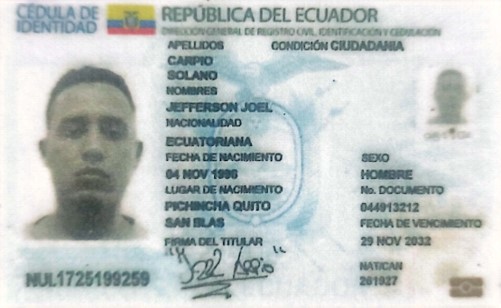 CÉDULA DE IDENTIDAD
REPÚBLICA DEL ECUADOR
DIRECCIÓN GENERAL DE REGISTRO CIVIL, IDENTIFICACIÓN Y CEDULACIÓN
APELLIDOS
CONDICIÓN CIUDADANIA
CARPIO
SOLANO
NOMBRES
JEFFERSON JOEL
NACIONALIDAD
ECUATORIANA
FECHA DE NACIMIENTO
04 NOV 1996
LUGAR DE NACIMIENTO
PICHINCHA QUITO
SAN BLAS
FIRMA DEL TITULAR
SEXO
HOMBRE
No. DOCUMENTO
044913212
FECHA DE VENCIMIENTO
29 NOV 2032
NAT/CAN
261927
NUI.1725199259